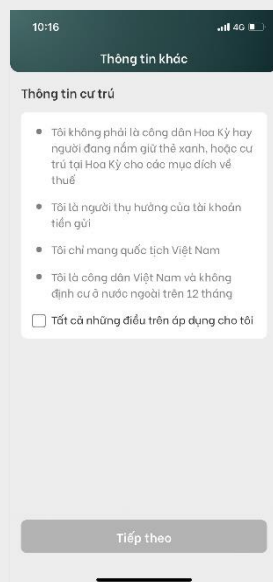 10:16
4G
Thông tin khác
Thông tin cư trú
Tôi không phải là công dân Hoa Kỳ hay
người đang nắm giữ thẻ xanh, hoặc cư
trú tại Hoa Kỳ cho các mục đích về
thuế
Tôi là người thụ hưởng của tài khoản
tiền gửi
Tôi chỉ mang quốc tịch Việt Nam
Tôi là công dân Việt Nam và không
định cư ở nước ngoài trên 12 tháng
Tất cả những điều trên áp dụng cho tôi
Tiếp theo